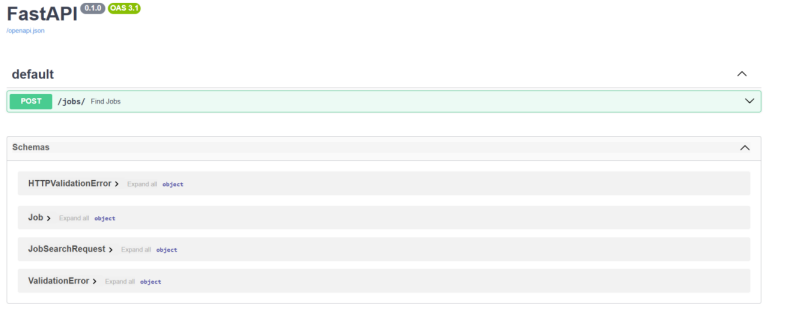 FastAPI 0.1.0 OAS 3.1
/openapi.json
default
POST /jobs/ Find Jobs
Schemas
HTTPValidationError > Expand all object
Job > Expand all object
JobSearchRequest > Expand all object
ValidationError > Expand all object